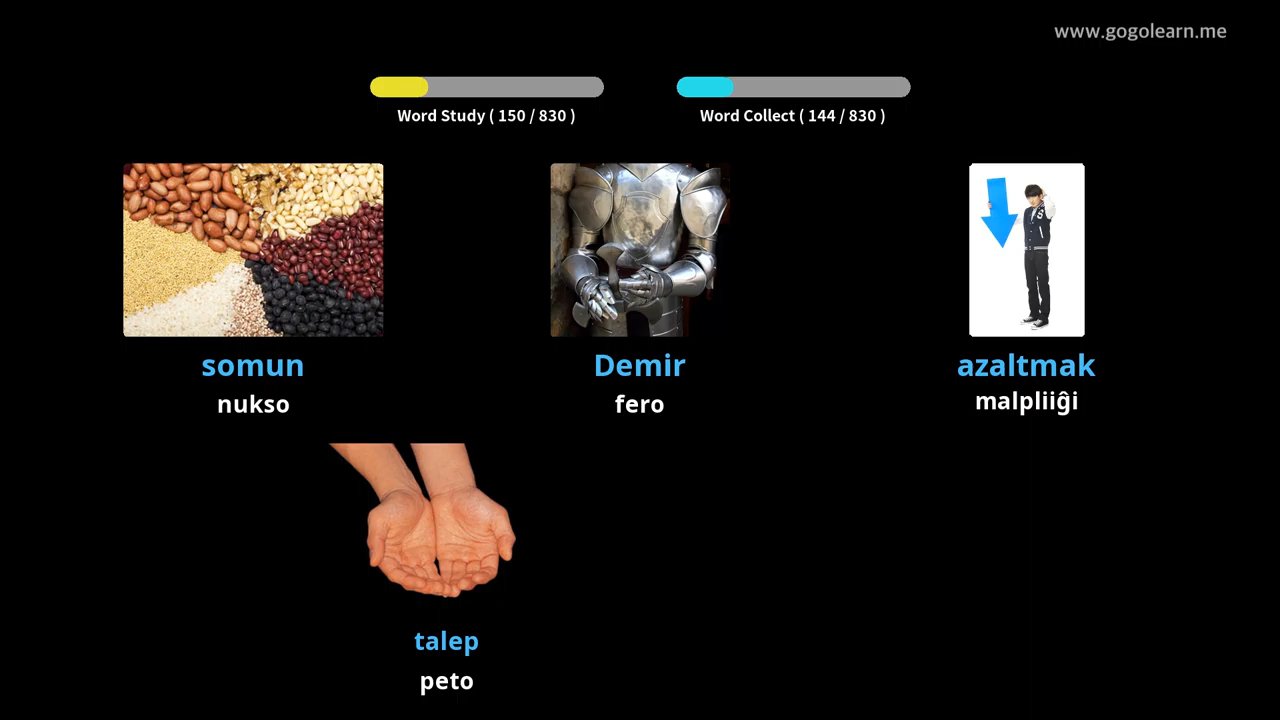 www.gogolearn.me
Word Study ( 150 / 830 )
Word Collect ( 144 / 830 )
somun
nukso
Demir
fero
azaltmak
malpliiĝi
talep
peto